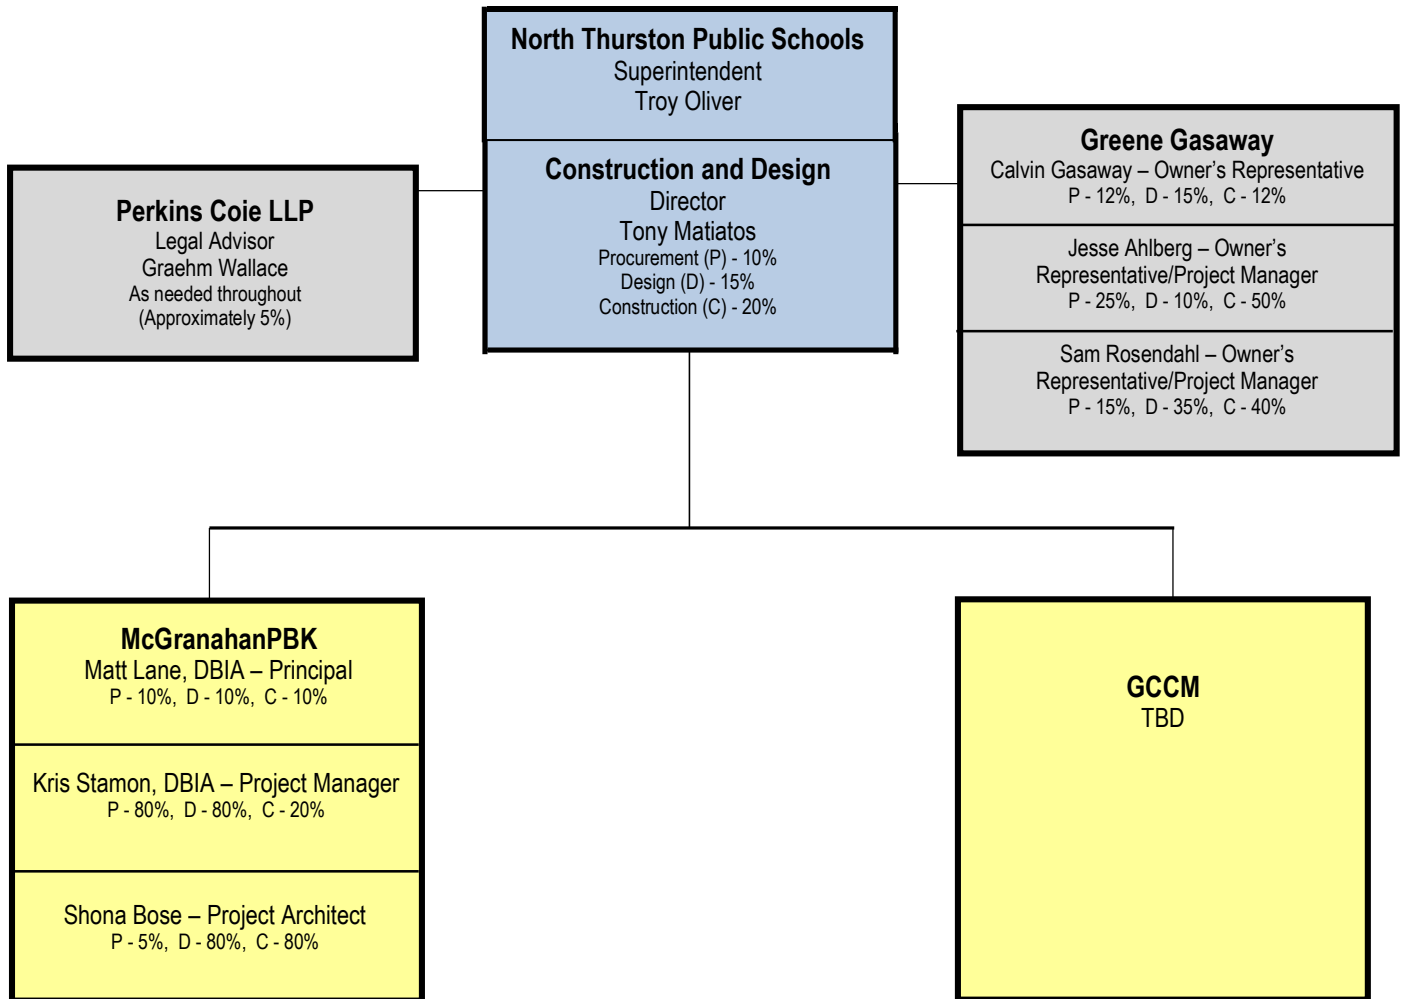 North Thurston Public Schools
Superintendent
Troy Oliver
Construction and Design
Director
Tony Matiatos
Procurement (P) - 10%
Design (D) - 15%
Construction (C) - 20%
Perkins Coie LLP
Legal Advisor
Graehm Wallace
As needed throughout
(Approximately 5%)
Greene Gasaway
Calvin Gasaway – Owner’s Representative
P - 12%, D - 15%, C - 12%
Jesse Ahlberg – Owner’s
Representative/Project Manager
P - 25%, D - 10%, C - 50%
Sam Rosendahl – Owner’s
Representative/Project Manager
P - 15%, D - 35%, C - 40%
McGranahanPBK
Matt Lane, DBIA – Principal
P - 10%, D - 10%, C - 10%
Kris Stamon, DBIA – Project Manager
P - 80%, D - 80%, C - 20%
Shona Bose – Project Architect
P - 5%, D - 80%, C - 80%
GCCM
TBD